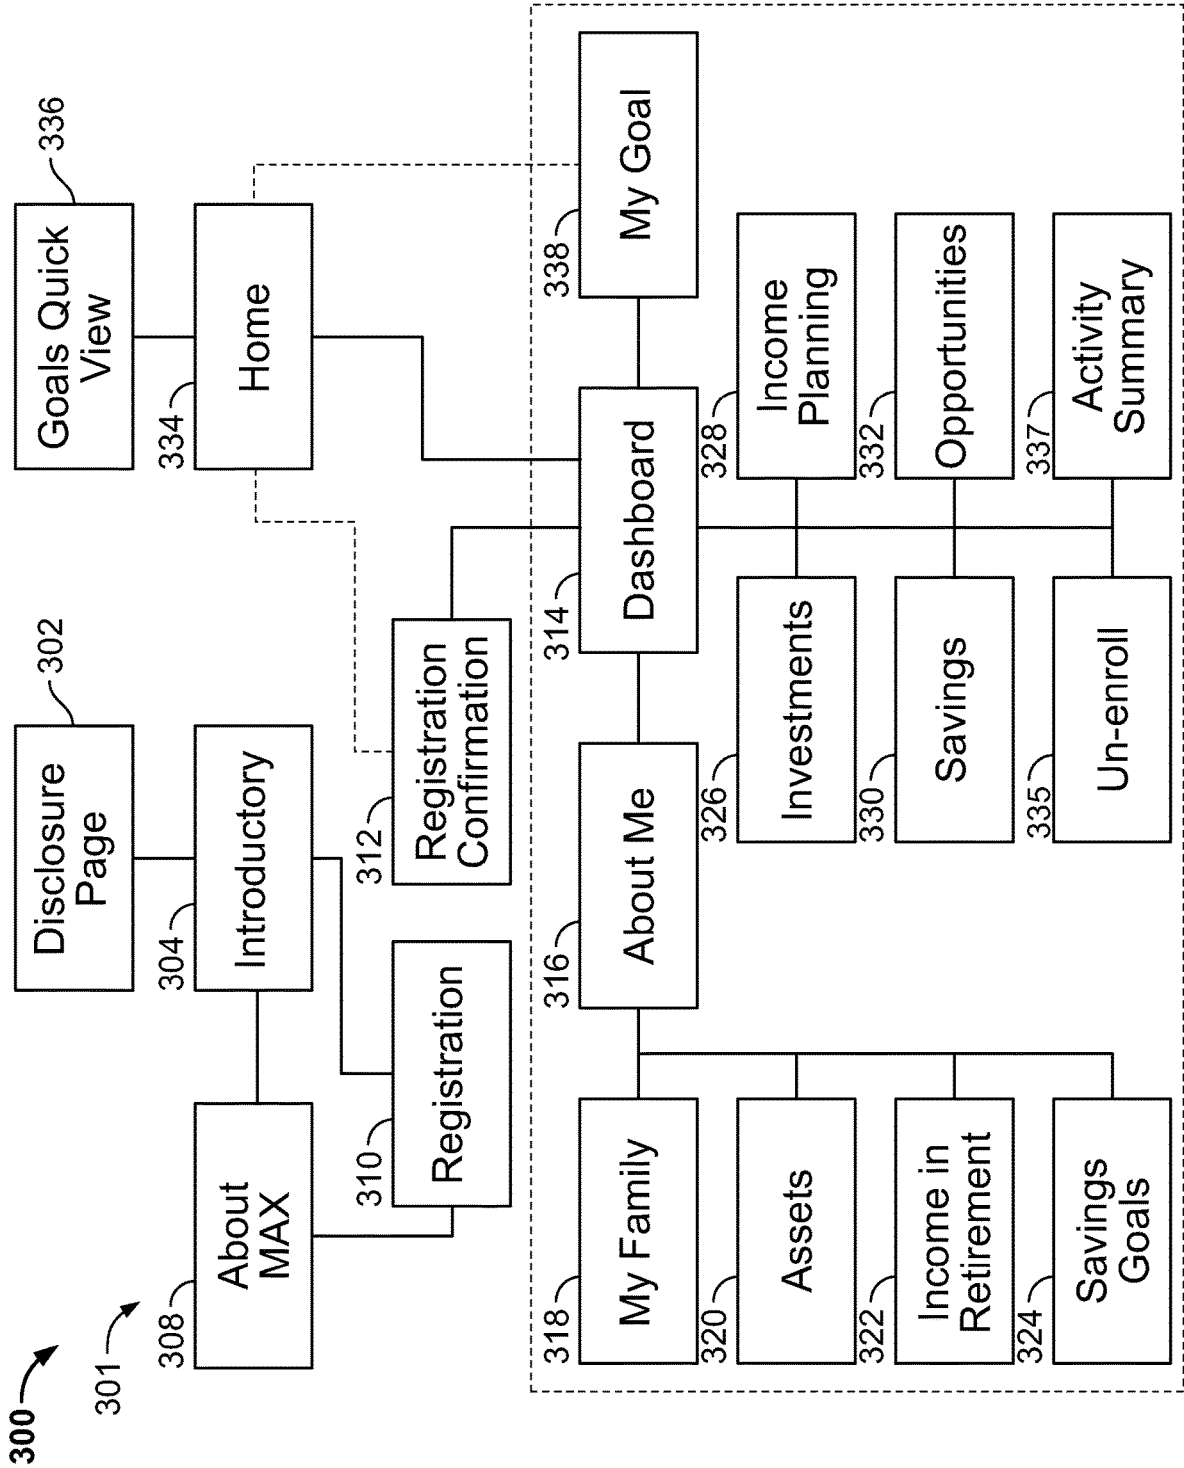 300
301
Disclosure
Page
302
Goals Quick
View
336
308
About
MAX
304
Introductory
334
Home
310
Registration
312
Registration
Confirmation
318
My Family
316
About Me
314
Dashboard
338
My Goal
320
Assets
326
Investments
328
Income
Planning
322
Income in
Retirement
330
Savings
332
Opportunities
324
Savings
Goals
335
Un-enroll
337
Activity
Summary